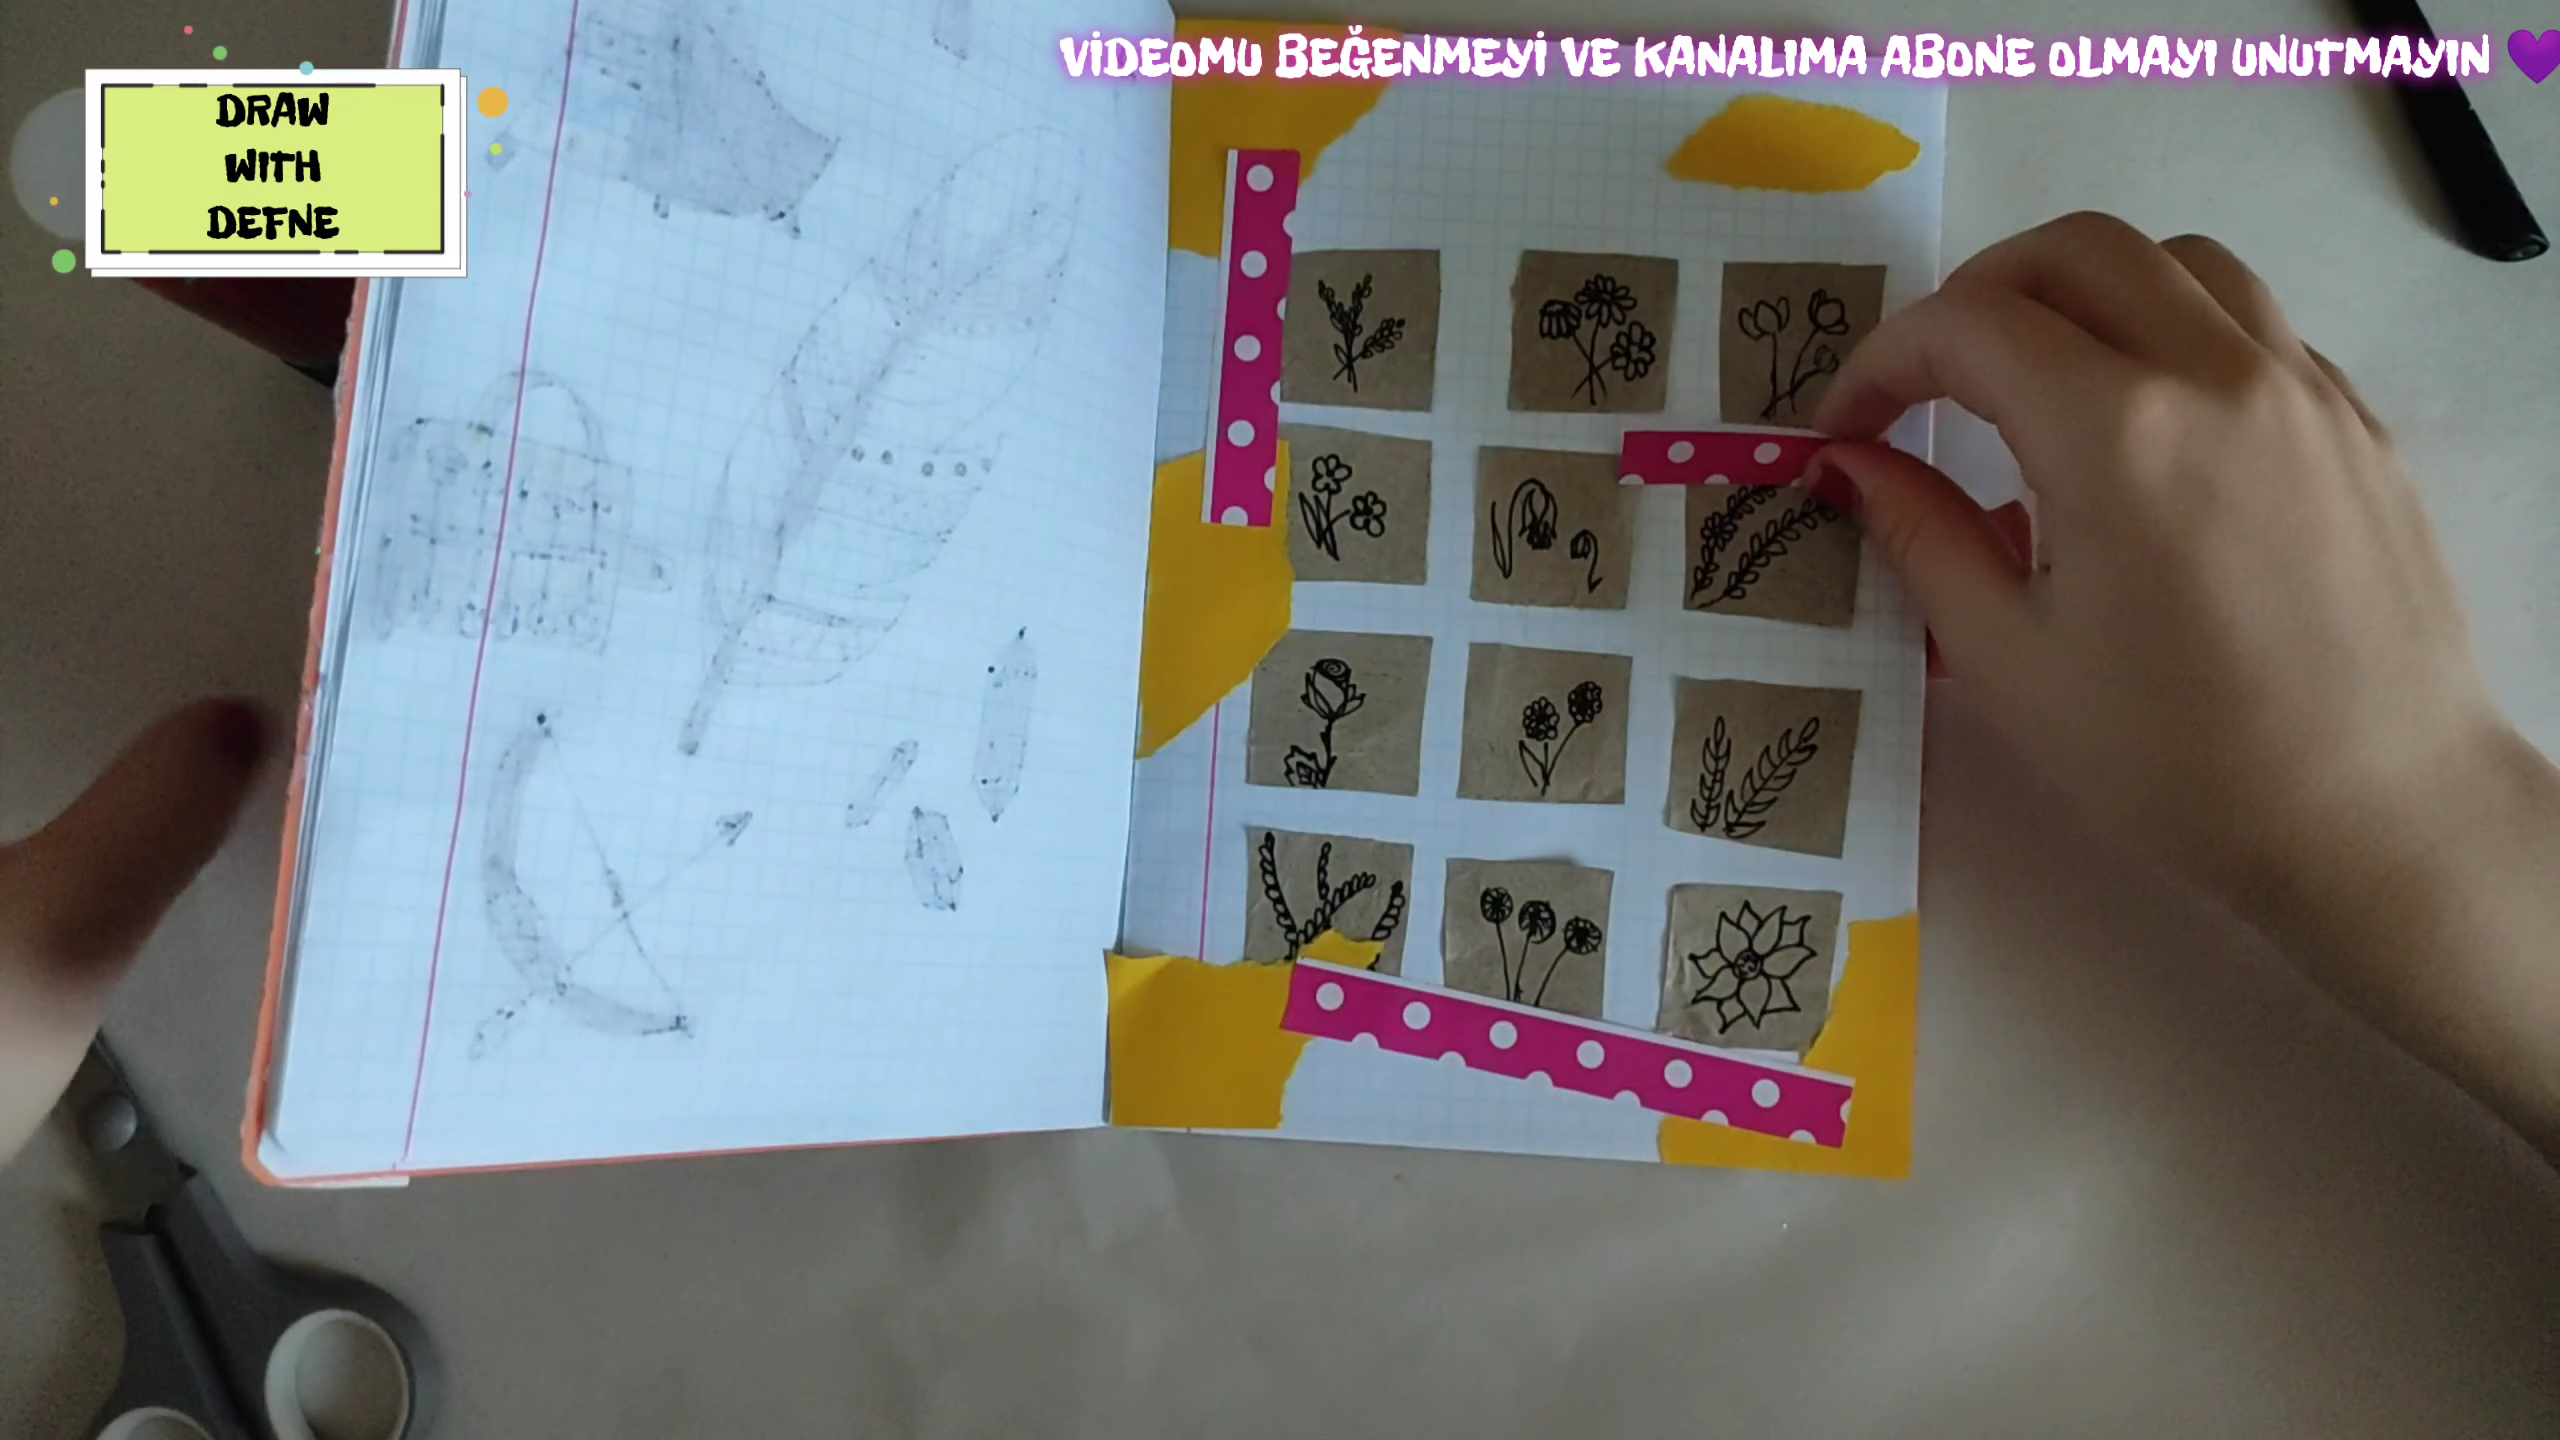 DRAW
WITH
DEFNE
VİDEOMU BEĞENMEYİ VE KANALIMA ABONE OLMAYI UNUTMAYIN 💜